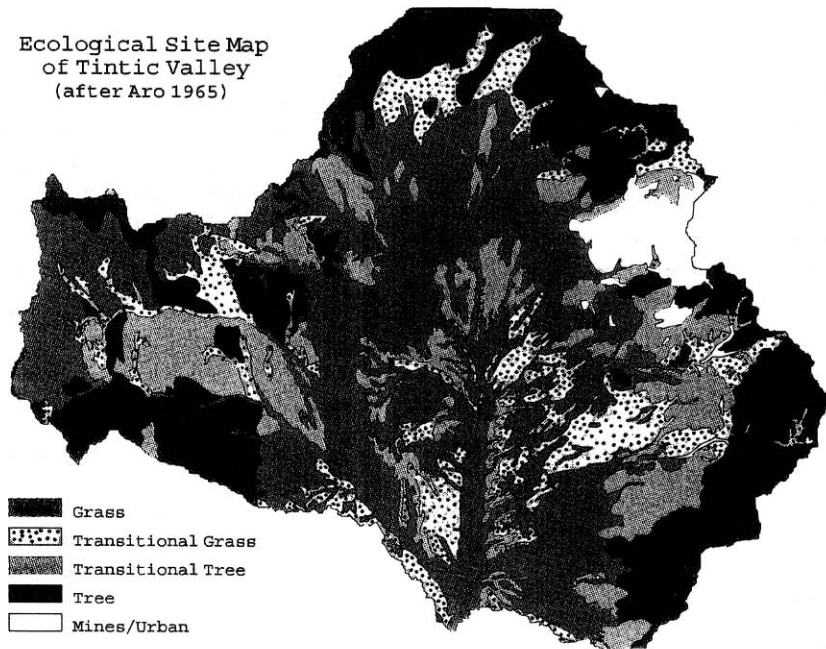 Ecological Site Map
of Tintic Valley
(after Aro 1965)
Grass
Transitional Grass
Transitional Tree
Tree
Mines/Urban